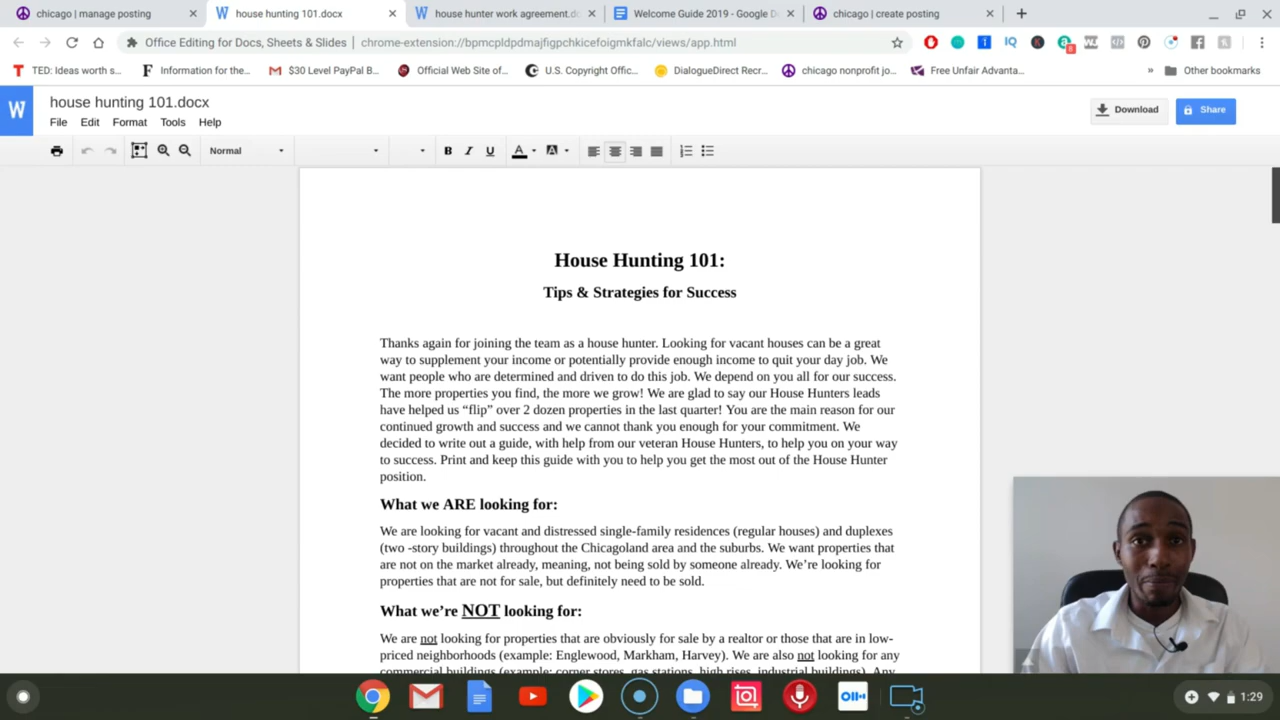 chicago | manage posting
house hunting 101.docx
house hunter work agreement.do
Welcome Guide 2019 - Google D
chicago | create posting
Office Editing for Docs, Sheets & Slides
chrome-extension://bpmcpldpdmajfigpchkicefoigmkfalc/views/app.html
TED: Ideas worth s...
Information for the...
$30 Level PayPal B...
Official Web Site of...
U.S. Copyright Offic...
DialogueDirect Recr...
chicago nonprofit jo...
Free Unfair Advanta...
» Other bookmarks
W
house hunting 101.docx
File Edit Format Tools Help
Download
Share
Normal
B I U A A
House Hunting 101:
Tips & Strategies for Success
Thanks again for joining the team as a house hunter. Looking for vacant houses can be a great
way to supplement your income or potentially provide enough income to quit your day job. We
want people who are determined and driven to do this job. We depend on you all for our success.
The more properties you find, the more we grow! We are glad to say our House Hunters leads
have helped us “flip” over 2 dozen properties in the last quarter! You are the main reason for our
continued growth and success and we cannot thank you enough for your commitment. We
decided to write out a guide, with help from our veteran House Hunters, to help you on your way
to success. Print and keep this guide with you to help you get the most out of the House Hunter
position.
What we ARE looking for:
We are looking for vacant and distressed single-family residences (regular houses) and duplexes
(two -story buildings) throughout the Chicagoland area and the suburbs. We want properties that
are not on the market already, meaning, not being sold by someone already. We’re looking for
properties that are not for sale, but definitely need to be sold.
What we’re NOT looking for:
We are not looking for properties that are obviously for sale by a realtor or those that are in low-
priced neighborhoods (example: Englewood, Markham, Harvey). We are also not looking for any
commercial buildings (example: corner stores, gas stations, high rises, industrial buildings). Any
1:29